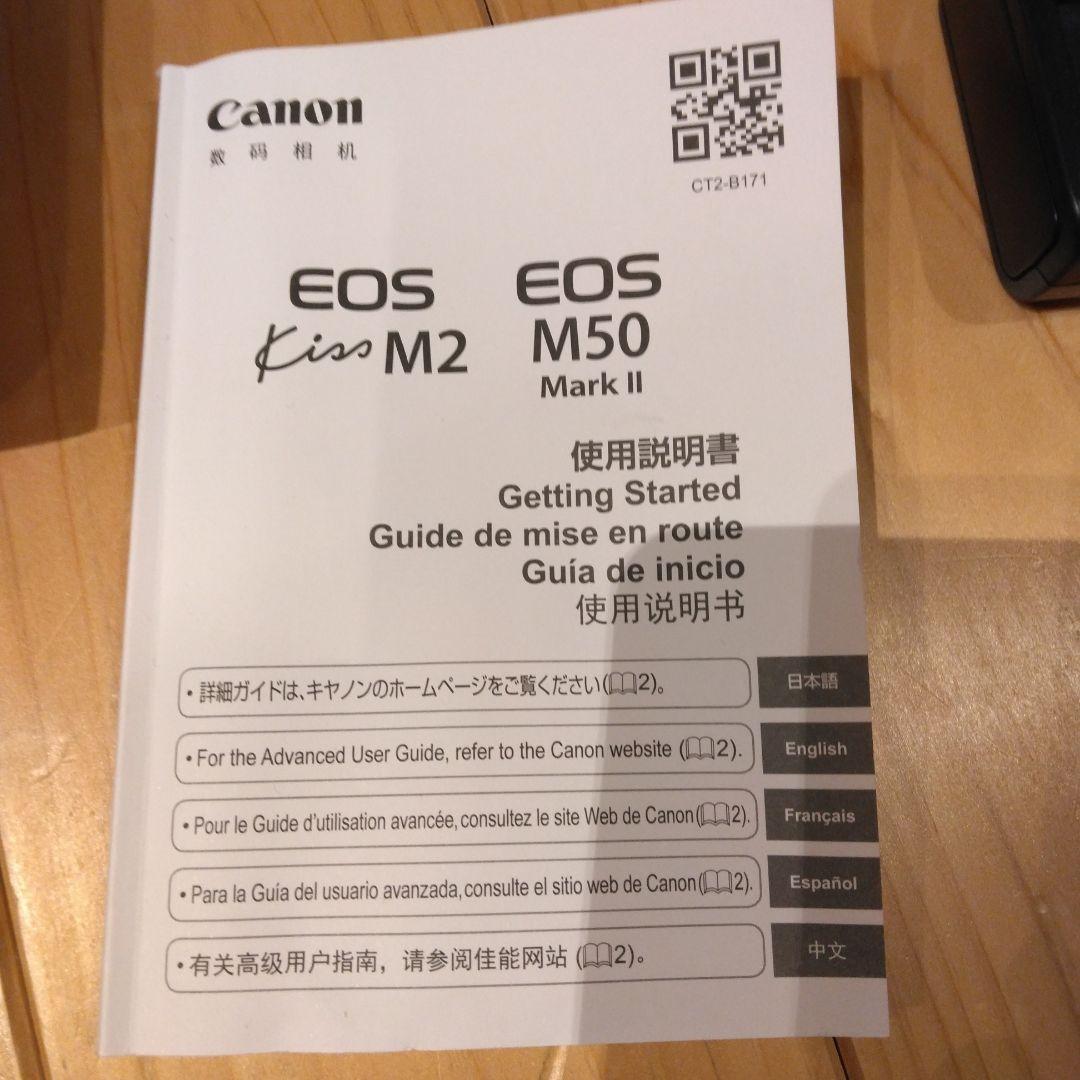 Canon
数码相机
CT2-B171
EOS Kiss M2
EOS M50 Mark II
使用説明書
Getting Started
Guide de mise en route
Guía de inicio
使用说明书
・詳細ガイドは、キヤノンのホームページをご覧ください(2)。 日本語
• For the Advanced User Guide, refer to the Canon website (2). English
• Pour le Guide d'utilisation avancée, consultez le site Web de Canon (2). Français
• Para la Guía del usuario avanzada, consulte el sitio web de Canon (2). Español
• 有关高级用户指南，请参阅佳能网站 (2)。 中文